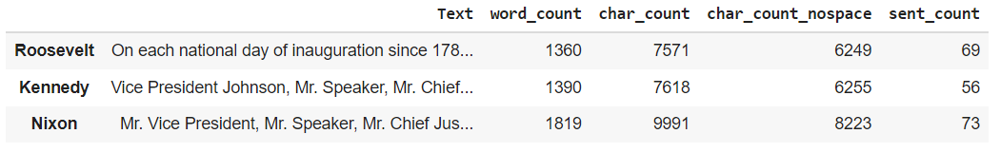 Text word_count char_count char_count_nospace sent_count
Roosevelt On each national day of inauguration since 178... 1360 7571 6249 69
Kennedy Vice President Johnson, Mr. Speaker, Mr. Chief... 1390 7618 6255 56
Nixon Mr. Vice President, Mr. Speaker, Mr. Chief Jus... 1819 9991 8223 73